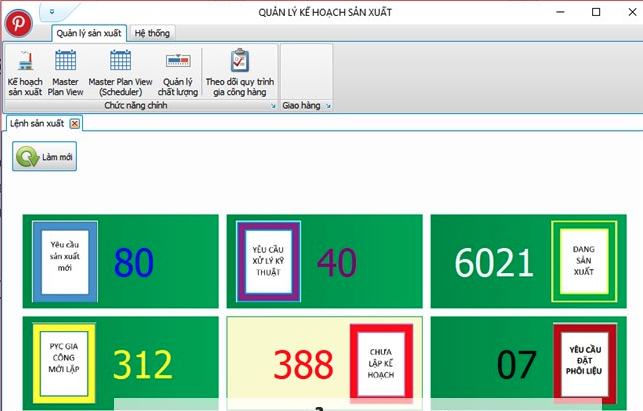 QUẢN LÝ KẾ HOẠCH SẢN XUẤT
Quản lý sản xuất
Hệ thống
Kế hoạch
sản xuất
Master
Plan View
Master Plan View
(Scheduler)
Quản lý
chất lượng
Theo dõi quy trình
gia công hàng
Chức năng chính
Giao hàng
Lệnh sản xuất
Làm mới
Yêu cầu
sản xuất
mới
80
YÊU CẦU
XỬ LÝ KỸ
THUẬT
40
6021
DANG
SẢN
XUẤT
PYC GIA
CÔNG
MỚI LẬP
312
388
CHƯA
LẬP KẾ
HOẠCH
07
YÊU CẦU
ĐẶT
PHÔI LIỆU